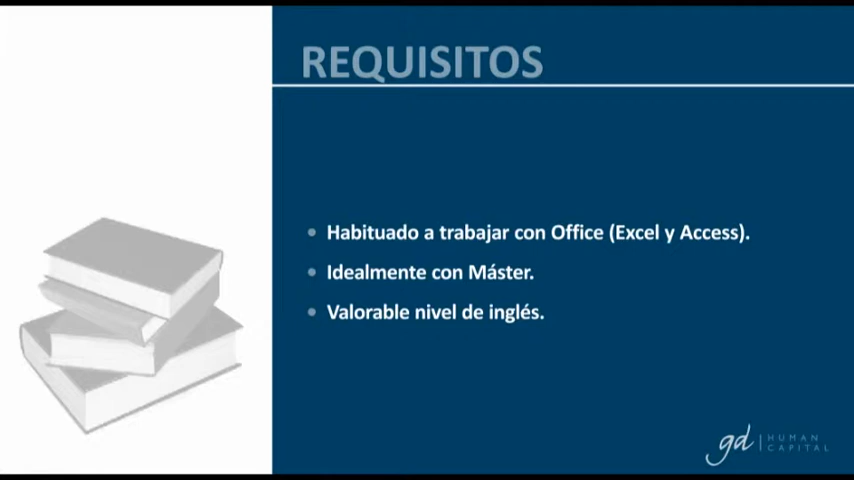 REQUISITOS
Habituado a trabajar con Office (Excel y Access).
Idealmente con Máster.
Valorable nivel de inglés.
gd | HUMAN
CAPITAL